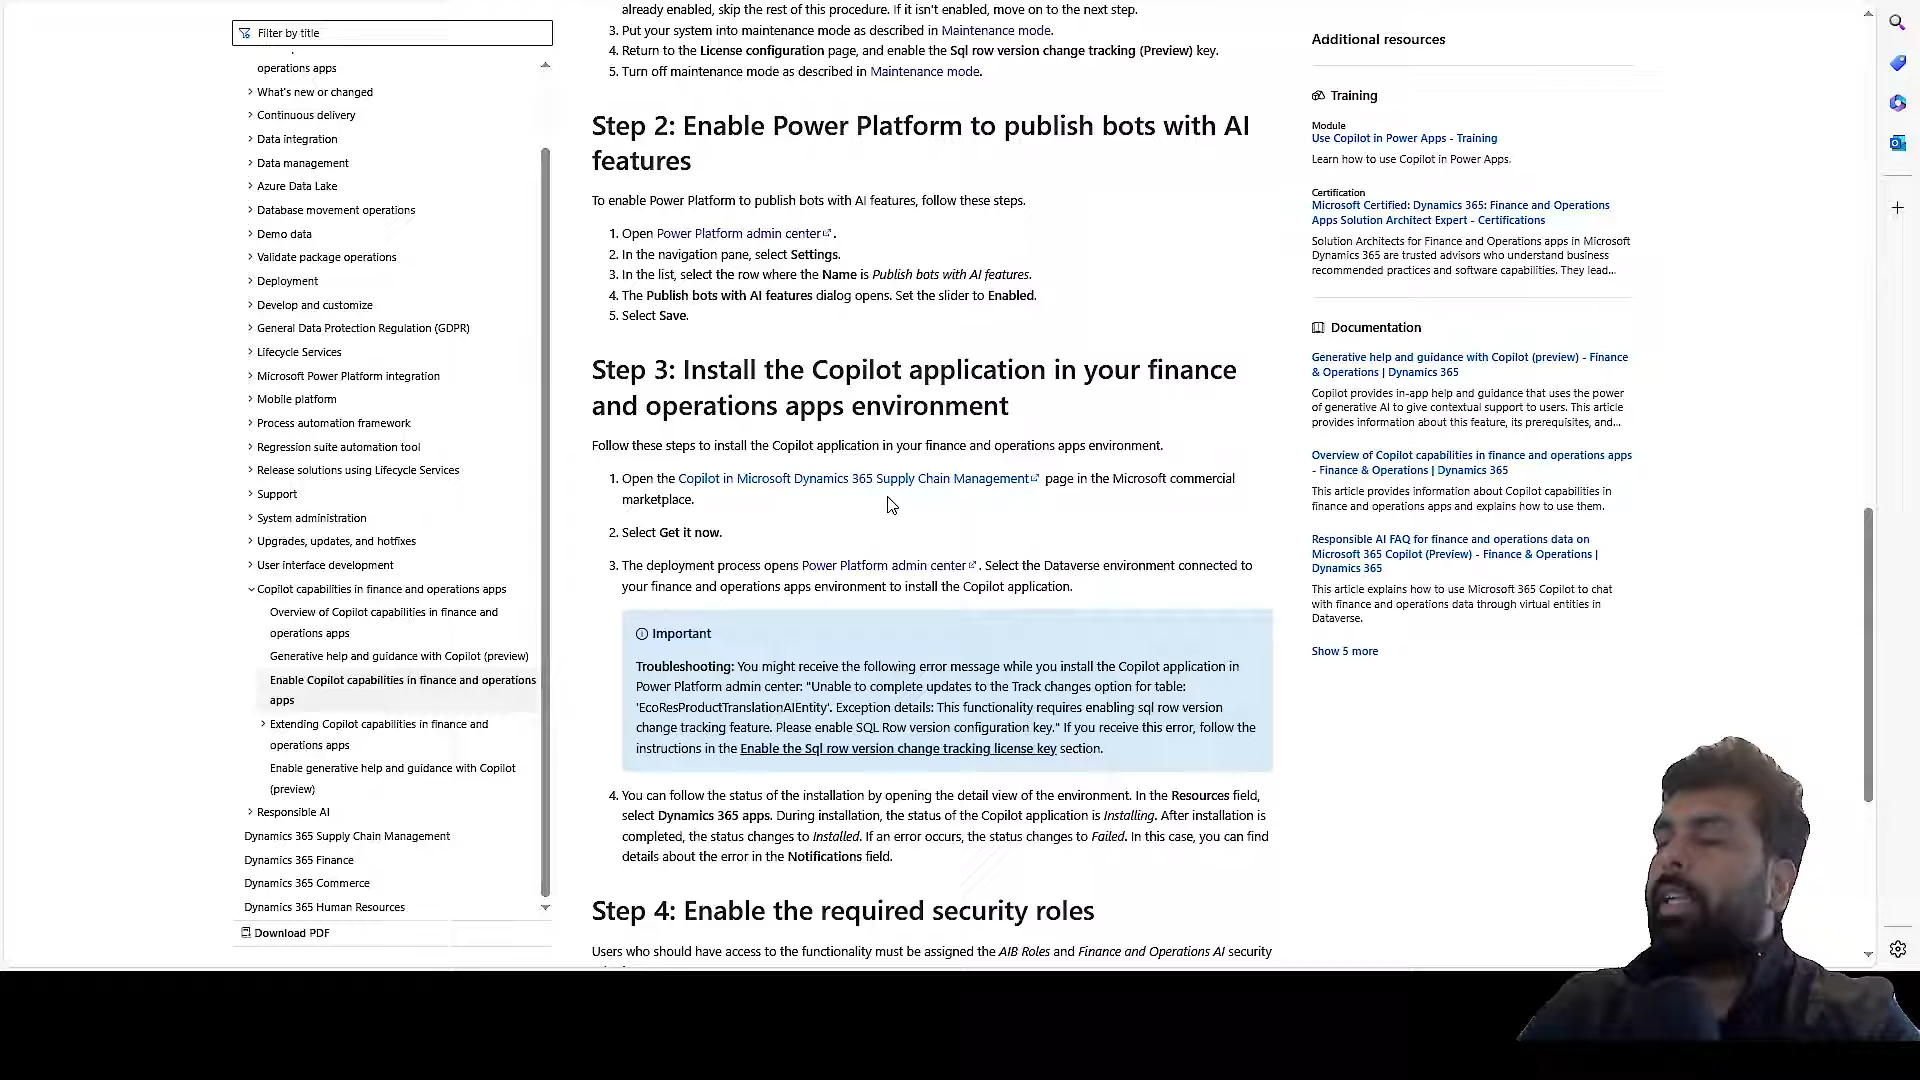 Filter by title
operations apps
What's new or changed
Continuous delivery
Data integration
Data management
Azure Data Lake
Database movement operations
Demo data
Validate package operations
Deployment
Develop and customize
General Data Protection Regulation (GDPR)
Lifecycle Services
Microsoft Power Platform integration
Mobile platform
Process automation framework
Regression suite automation tool
Release solutions using Lifecycle Services
Support
System administration
Upgrades, updates, and hotfixes
User interface development
Copilot capabilities in finance and operations apps
Overview of Copilot capabilities in finance and
operations apps
Generative help and guidance with Copilot (preview)
Enable Copilot capabilities in finance and operations
apps
Extending Copilot capabilities in finance and
operations apps
Enable generative help and guidance with Copilot
(preview)
Responsible AI
Dynamics 365 Supply Chain Management
Dynamics 365 Finance
Dynamics 365 Commerce
Dynamics 365 Human Resources
Download PDF
already enabled, skip the rest of this procedure. If it isn't enabled, move on to the next step.
3. Put your system into maintenance mode as described in Maintenance mode.
4. Return to the License configuration page, and enable the Sql row version change tracking (Preview) key.
5. Turn off maintenance mode as described in Maintenance mode.
Step 2: Enable Power Platform to publish bots with AI
features
To enable Power Platform to publish bots with AI features, follow these steps.
1. Open Power Platform admin center.
2. In the navigation pane, select Settings.
3. In the list, select the row where the Name is Publish bots with AI features.
4. The Publish bots with AI features dialog opens. Set the slider to Enabled.
5. Select Save.
Step 3: Install the Copilot application in your finance
and operations apps environment
Follow these steps to install the Copilot application in your finance and operations apps environment.
1. Open the Copilot in Microsoft Dynamics 365 Supply Chain Management page in the Microsoft commercial
marketplace.
2. Select Get it now.
3. The deployment process opens Power Platform admin center. Select the Dataverse environment connected to
your finance and operations apps environment to install the Copilot application.
Important
Troubleshooting: You might receive the following error message while you install the Copilot application in
Power Platform admin center: "Unable to complete updates to the Track changes option for table:
'EcoResProductTranslationAIEntity'. Exception details: This functionality requires enabling sql row version
change tracking feature. Please enable SQL Row version configuration key." If you receive this error, follow the
instructions in the Enable the Sql row version change tracking license key section.
4. You can follow the status of the installation by opening the detail view of the environment. In the Resources field,
select Dynamics 365 apps. During installation, the status of the Copilot application is Installing. After installation is
completed, the status changes to Installed. If an error occurs, the status changes to Failed. In this case, you can find
details about the error in the Notifications field.
Step 4: Enable the required security roles
Users who should have access to the functionality must be assigned the AIB Roles and Finance and Operations AI security
Additional resources
Training
Module
Use Copilot in Power Apps - Training
Learn how to use Copilot in Power Apps.
Certification
Microsoft Certified: Dynamics 365: Finance and Operations
Apps Solution Architect Expert - Certifications
Solution Architects for Finance and Operations apps in Microsoft
Dynamics 365 are trusted advisors who understand business
recommended practices and software capabilities. They lead...
Documentation
Generative help and guidance with Copilot (preview) - Finance
& Operations | Dynamics 365
Copilot provides in-app help and guidance that uses the power
of generative AI to give contextual support to users. This article
provides information about this feature, its prerequisites, and...
Overview of Copilot capabilities in finance and operations apps
- Finance & Operations | Dynamics 365
This article provides information about Copilot capabilities in
finance and operations apps and explains how to use them.
Responsible AI FAQ for finance and operations data on
Microsoft 365 Copilot (Preview) - Finance & Operations |
Dynamics 365
This article explains how to use Microsoft 365 Copilot to chat
with finance and operations data through virtual entities in
Dataverse.
Show 5 more